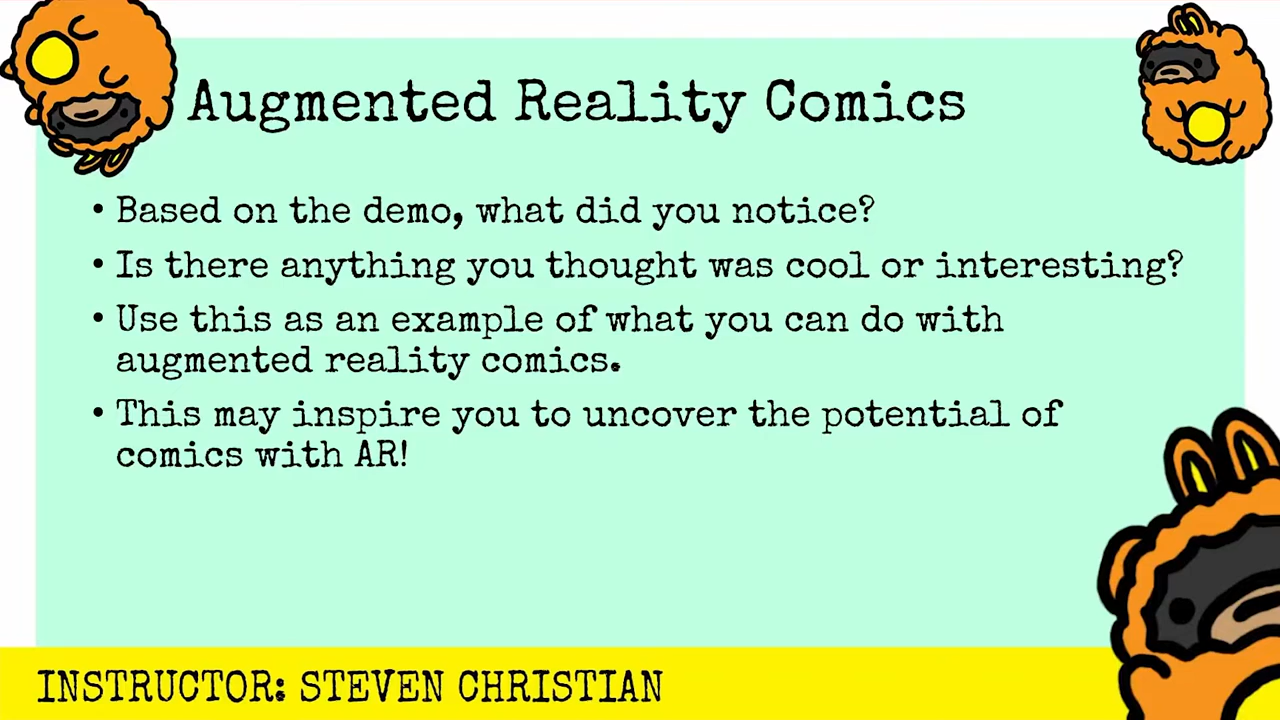 Augmented Reality Comics
• Based on the demo, what did you notice?
• Is there anything you thought was cool or interesting?
• Use this as an example of what you can do with
augmented reality comics.
• This may inspire you to uncover the potential of
comics with AR!
INSTRUCTOR: STEVEN CHRISTIAN